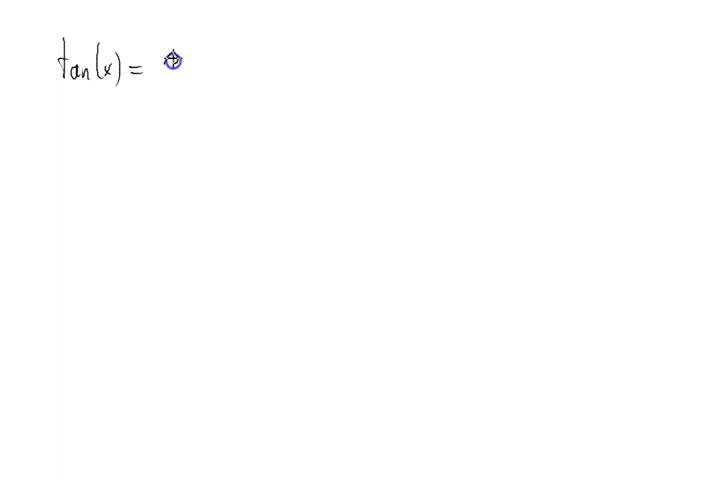 tan(x) =